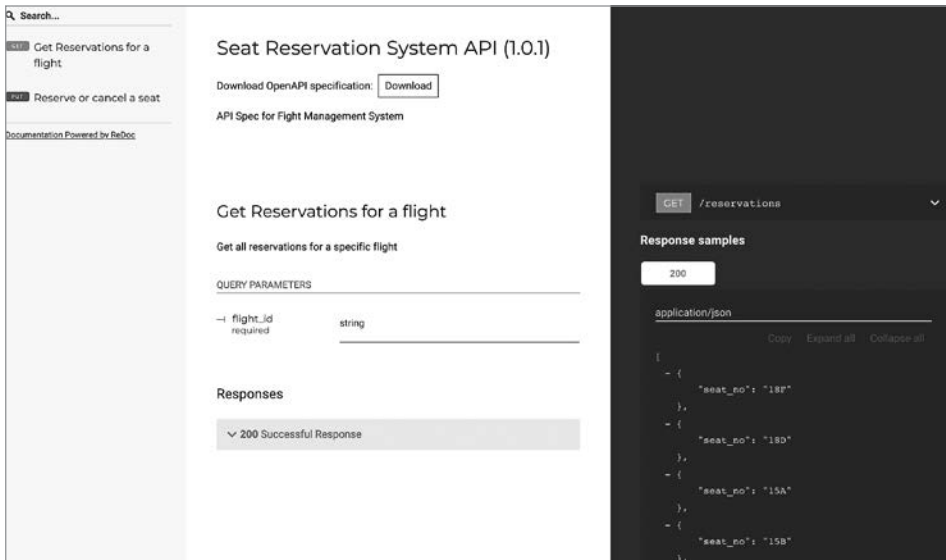 Search...
GET Get Reservations for a
flight
PUT Reserve or cancel a seat
Documentation Powered by ReDoc
Seat Reservation System API (1.0.1)
Download OpenAPI specification: Download
API Spec for Fight Management System
Get Reservations for a flight
Get all reservations for a specific flight
QUERY PARAMETERS
flight_id
required
string
Responses
200 Successful Response
GET /reservations
Response samples
200
application/json
Copy Expand all Collapse all
[
- {
"seat_no": "18F"
},
- {
"seat_no": "18D"
},
- {
"seat_no": "15A"
},
- {
"seat_no": "15B"
},